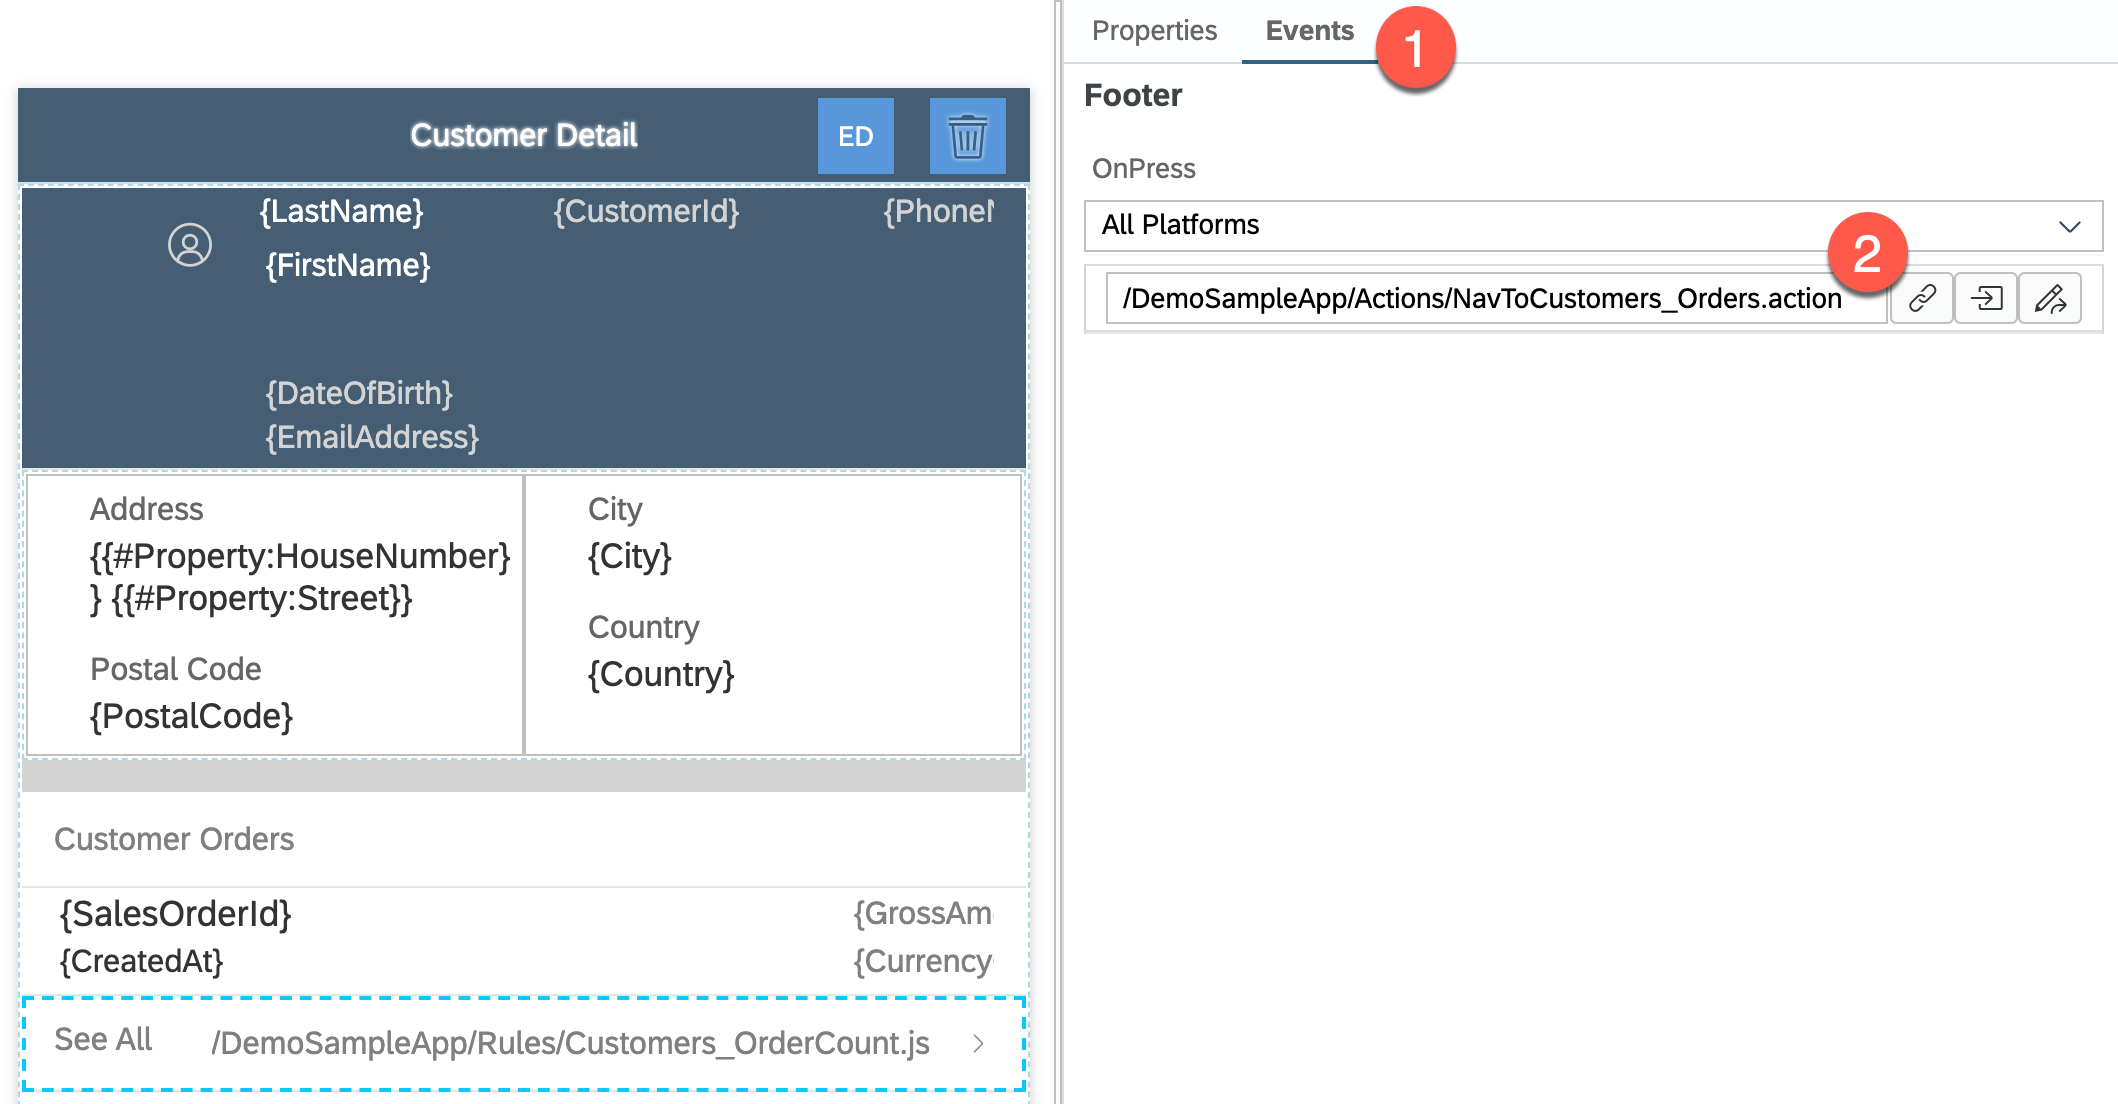 Customer Detail
ED
{LastName}
{CustomerId}
{PhoneN
{FirstName}
{DateOfBirth}
{EmailAddress}
Address
{{#Property:HouseNumber}
} {{#Property:Street}}
Postal Code
{PostalCode}
City
{City}
Country
{Country}
Customer Orders
{SalesOrderId}
{GrossAm
{CreatedAt}
{Currency
See All
/DemoSampleApp/Rules/Customers_OrderCount.js
Properties
Events
1
Footer
OnPress
All Platforms
2
/DemoSampleApp/Actions/NavToCustomers_Orders.action